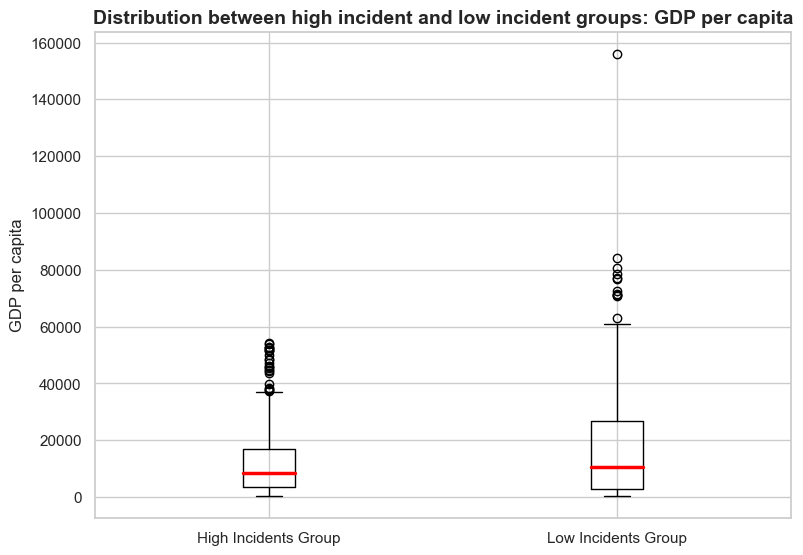 Distribution between high incident and low incident groups: GDP per capita
160000
140000
120000
100000
80000
60000
40000
20000
0
GDP per capita
High Incidents Group
Low Incidents Group